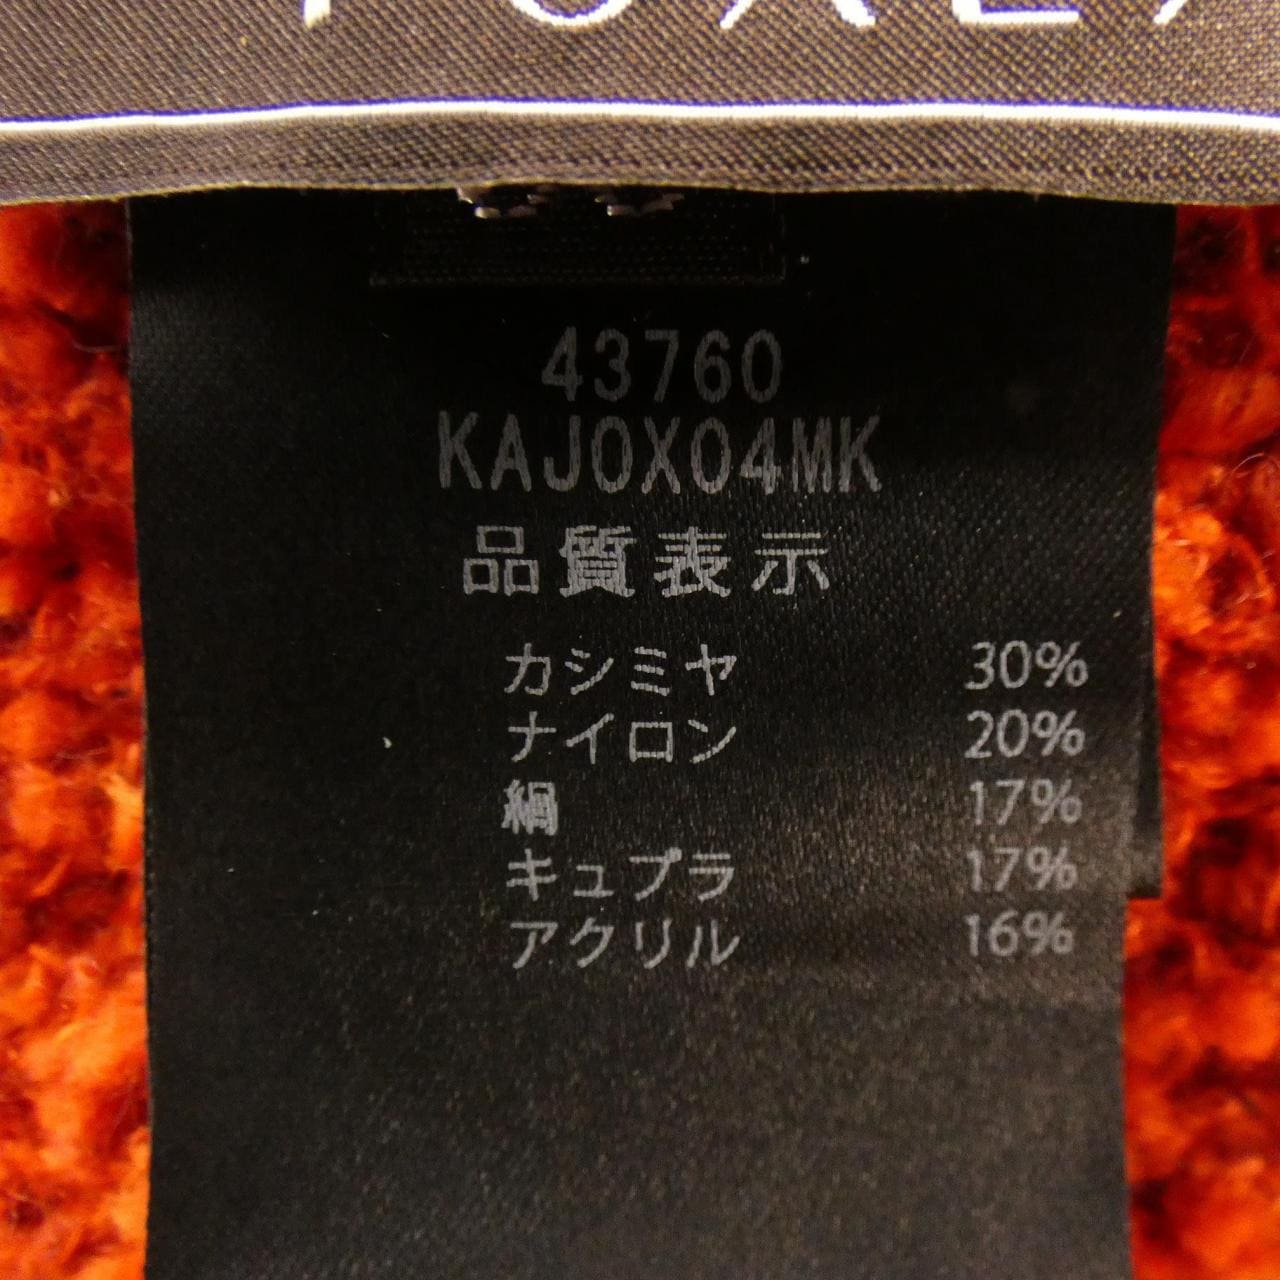 43760
KAJ0X04MK
品質表示
カシミヤ 30%
ナイロン 20%
絹 17%
キュプラ 17%
アクリル 16%